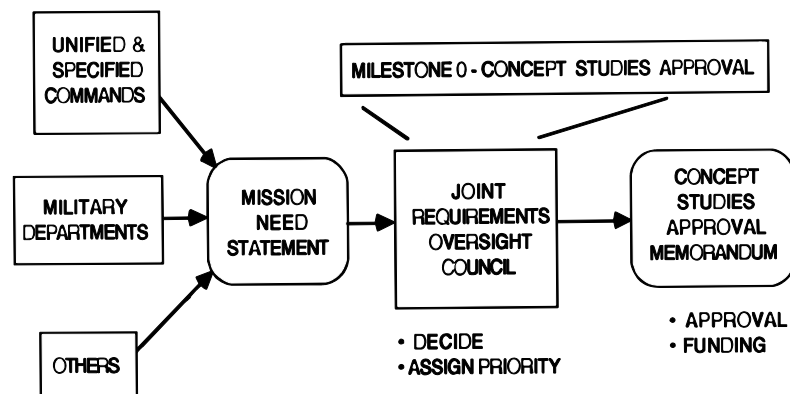 UNIFIED &
SPECIFIED
COMMANDS
MILESTONE 0 - CONCEPT STUDIES APPROVAL
MILITARY
DEPARTMENTS
MISSION
NEED
STATEMENT
JOINT
REQUIREMENTS
OVERSIGHT
COUNCIL
CONCEPT
STUDIES
APPROVAL
MEMORANDUM
OTHERS
• DECIDE
• ASSIGN PRIORITY
• APPROVAL
• FUNDING